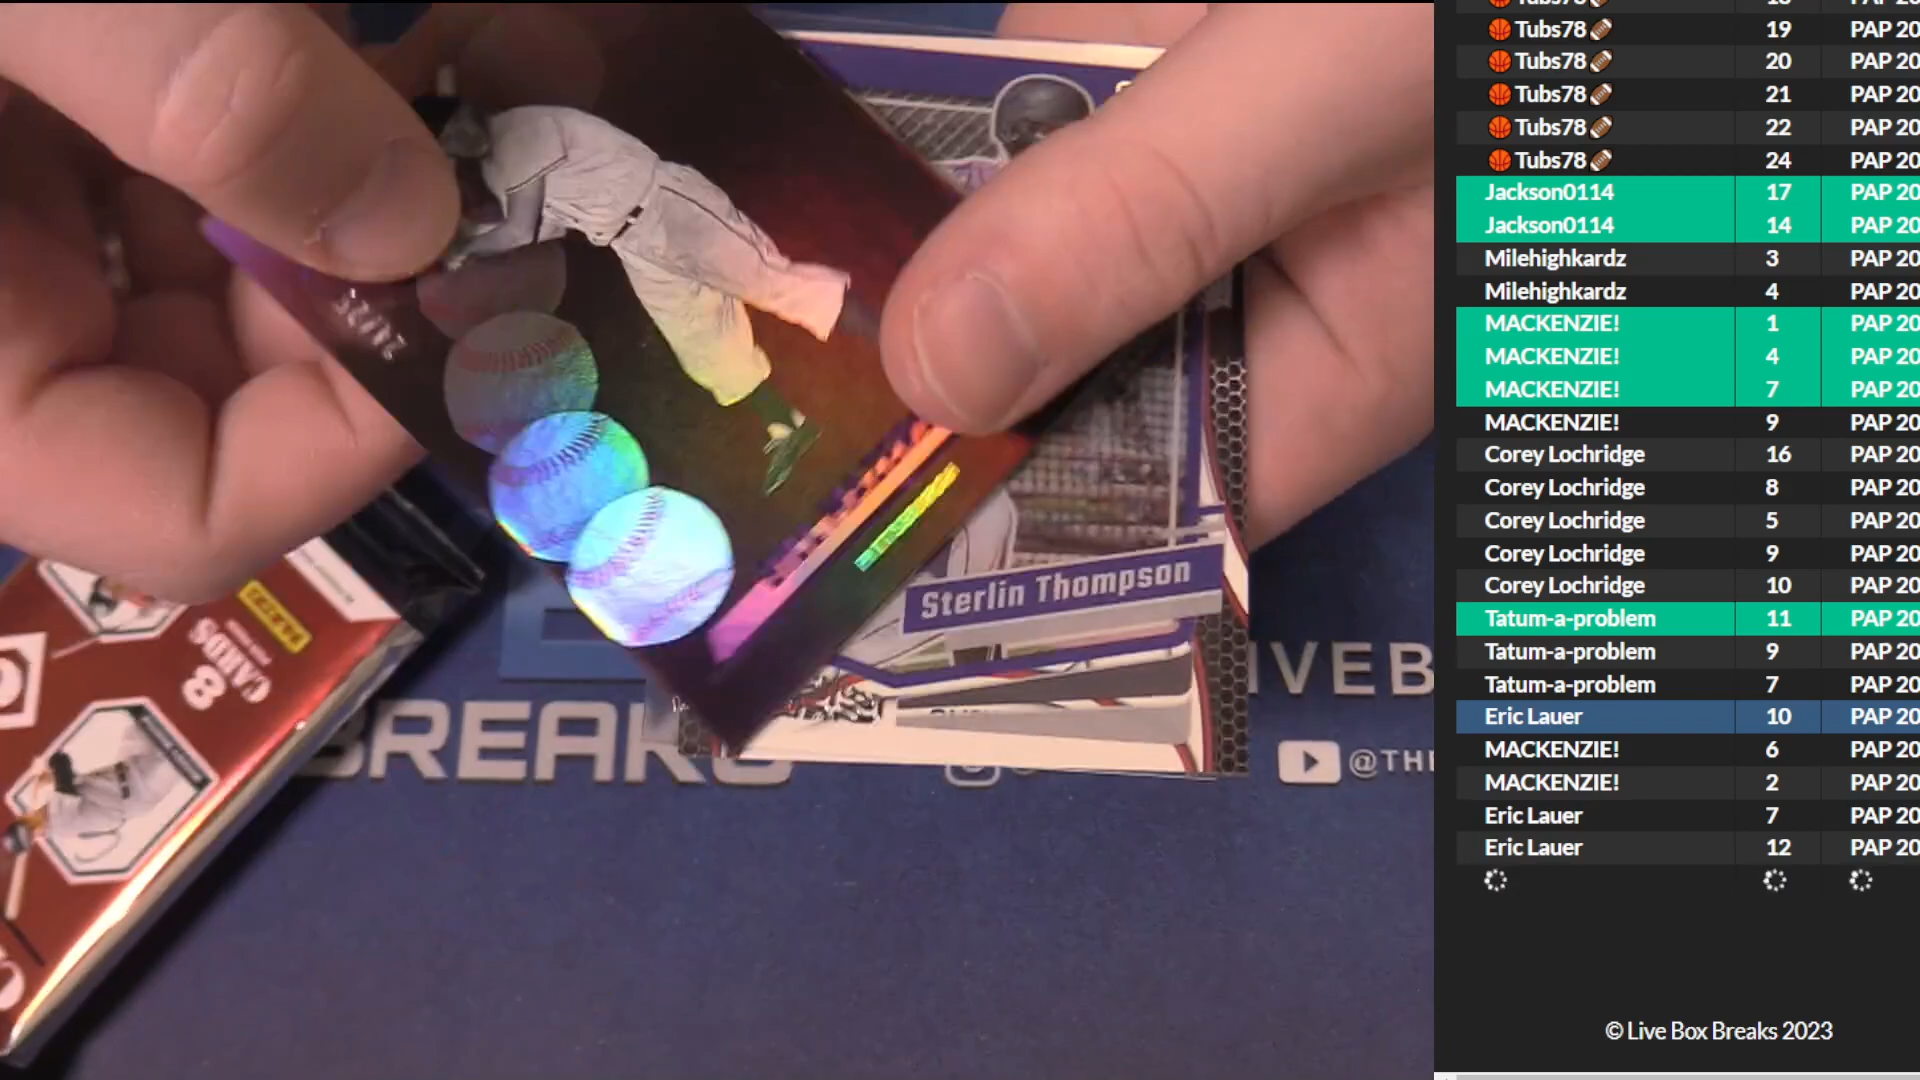 Tubs78 19 PAP 20
Tubs78 20 PAP 20
Tubs78 21 PAP 20
Tubs78 22 PAP 20
Tubs78 24 PAP 20
Jackson0114 17 PAP 20
Jackson0114 14 PAP 20
Milehighkardz 3 PAP 20
Milehighkardz 4 PAP 20
MACKENZIE! 1 PAP 20
MACKENZIE! 4 PAP 20
MACKENZIE! 7 PAP 20
MACKENZIE! 9 PAP 20
Corey Lochridge 16 PAP 20
Corey Lochridge 8 PAP 20
Corey Lochridge 5 PAP 20
Corey Lochridge 9 PAP 20
Corey Lochridge 10 PAP 20
Tatum-a-problem 11 PAP 20
Tatum-a-problem 9 PAP 20
Tatum-a-problem 7 PAP 20
Eric Lauer 10 PAP 20
MACKENZIE! 6 PAP 20
MACKENZIE! 2 PAP 20
Eric Lauer 7 PAP 20
Eric Lauer 12 PAP 20
© Live Box Breaks 2023
Sterlin Thompson
PANINI
8 CARDS
BREAK
IVEB
@THE